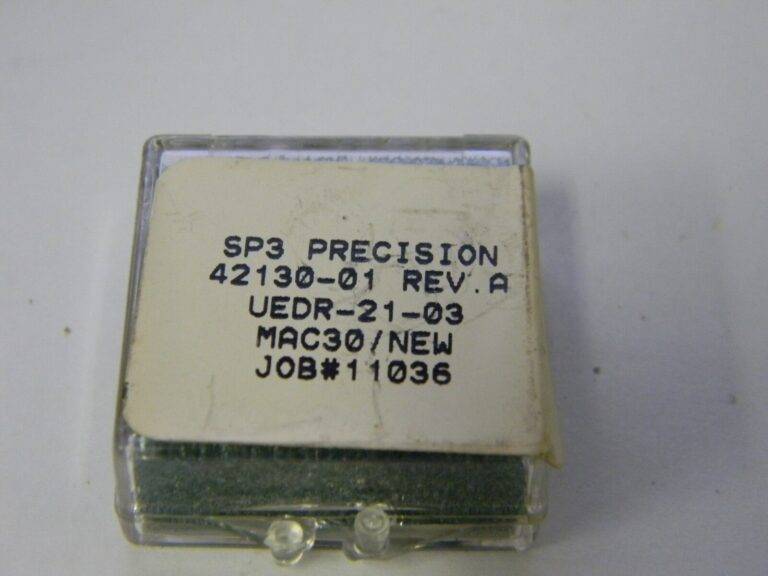 SP3 PRECISION
42130-01 REV.A
UEDR-21-03
MAC30/NEW
JOB#11036